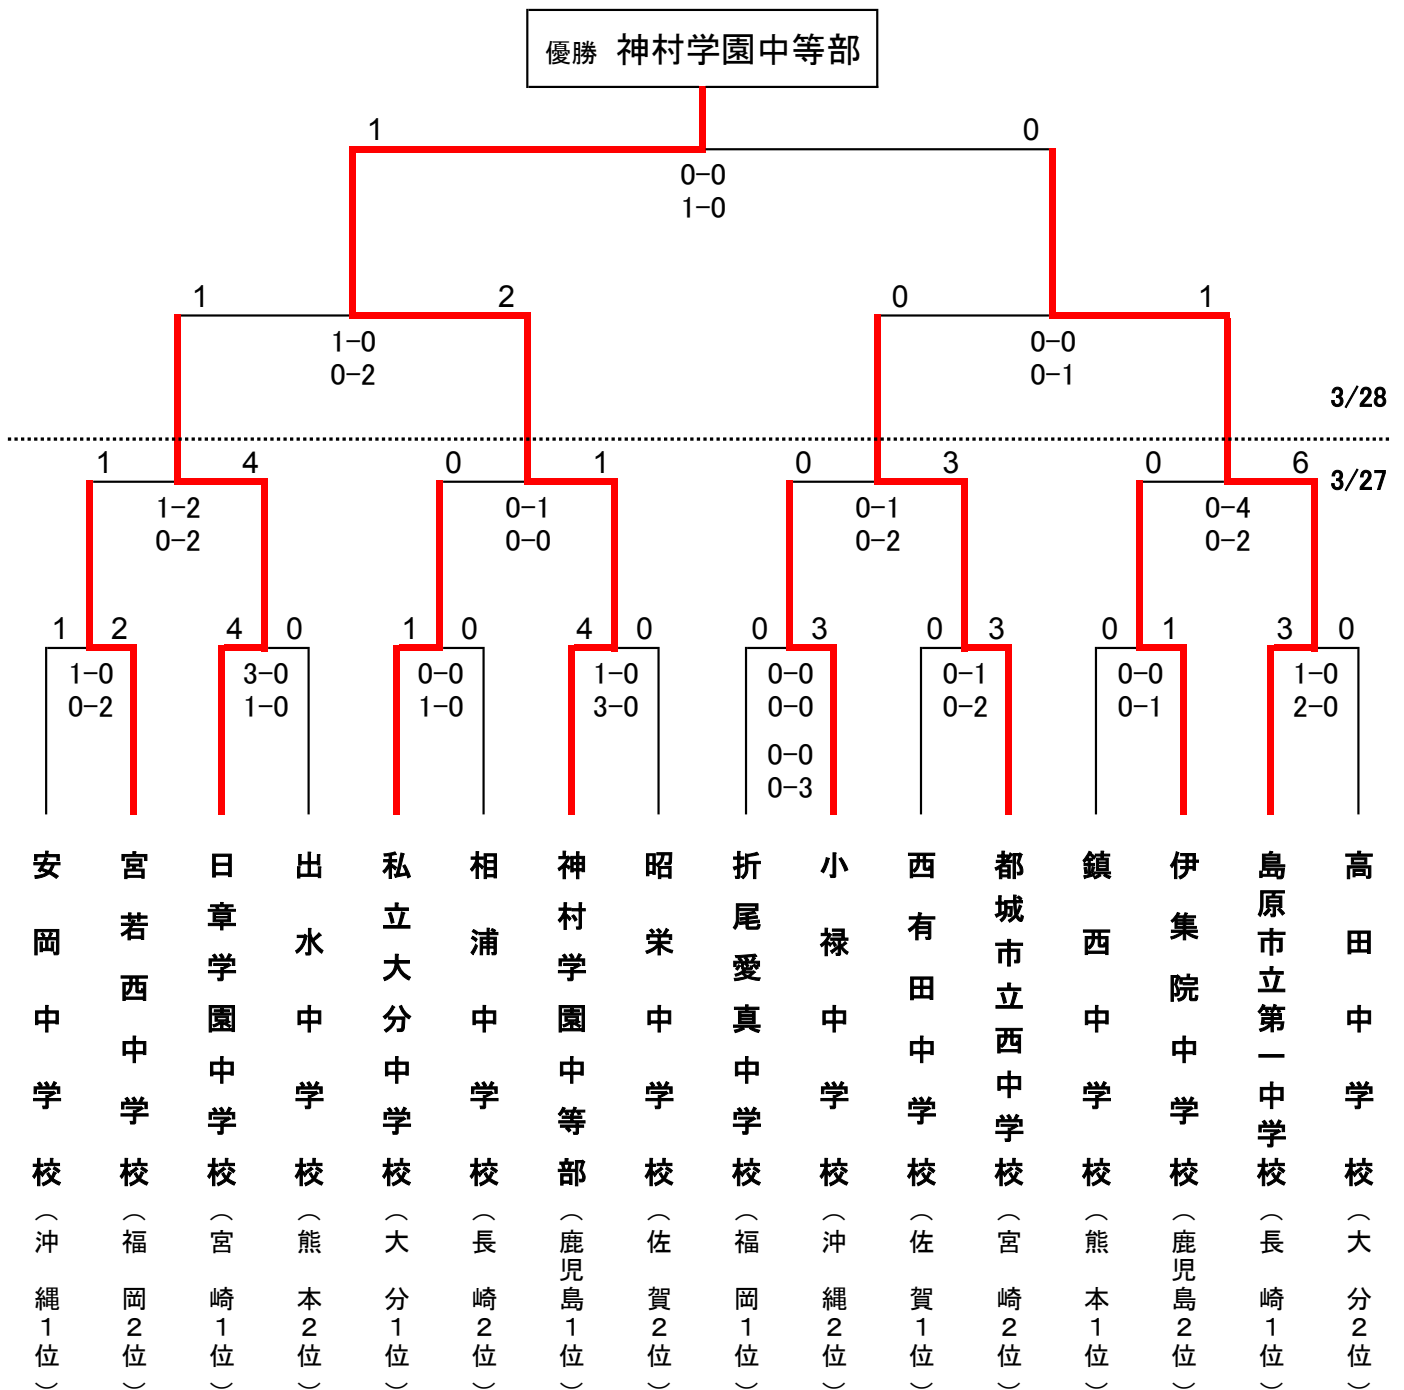 優勝 神村学園中等部
1 0
0-0
1-0
1 2 0 1
1-0 0-0
0-2 0-1
3/28
1 4 0 1 0 3 0 6
3/27
1-2 0-1 0-1 0-4
0-2 0-0 0-2 0-2
1 2 4 0 1 0 4 0 0 3 0 3 0 1 3 0
1-0 3-0 0-0 1-0 0-0 0-1 0-0 1-0
0-2 1-0 1-0 3-0 0-0 0-2 0-1 2-0
0-0
0-3
安岡中学校(沖縄1位)
宮若西中学校(福岡2位)
日章学園中学校(宮崎1位)
出水中学校(熊本2位)
私立大分中学校(大分1位)
相浦中学校(長崎2位)
神村学園中等部(鹿児島1位)
昭栄中学校(佐賀2位)
折尾愛真中学校(福岡1位)
小禄中学校(沖縄2位)
西有田中学校(佐賀1位)
都城市立西中学校(宮崎2位)
鎮西中学校(熊本1位)
伊集院中学校(鹿児島2位)
島原市立第一中学校(長崎1位)
高田中学校(大分2位)